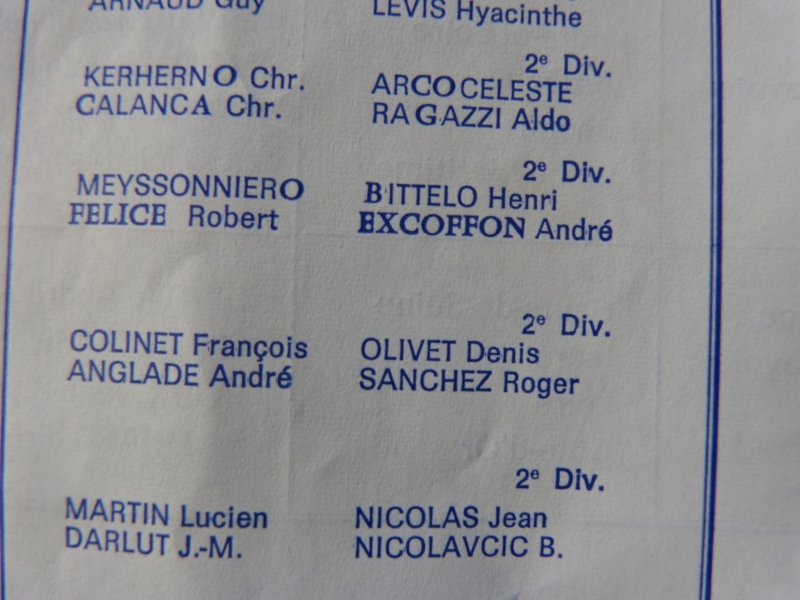 ARNAUD Guy LEVIS Hyacinthe
2e Div.
KERHERNO Chr. ARCOCELESTE
CALANCA Chr. RAGAZZI Aldo
2e Div.
MEYSSONNIERO BITTELO Henri
FELICE Robert EXCOFFON André
2e Div.
COLINET François OLIVET Denis
ANGLADE André SANCHEZ Roger
2e Div.
MARTIN Lucien NICOLAS Jean
DARLUT J.-M. NICOLAVCIC B.